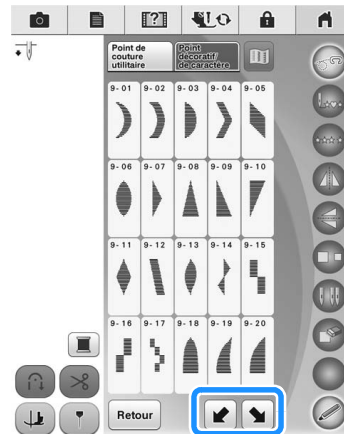 Point de
couture
utilitaire
Point
décoratif/
de caractère
9-01 9-02 9-03 9-04 9-05
9-06 9-07 9-08 9-09 9-10
9-11 9-12 9-13 9-14 9-15
9-16 9-17 9-18 9-19 9-20
Retour